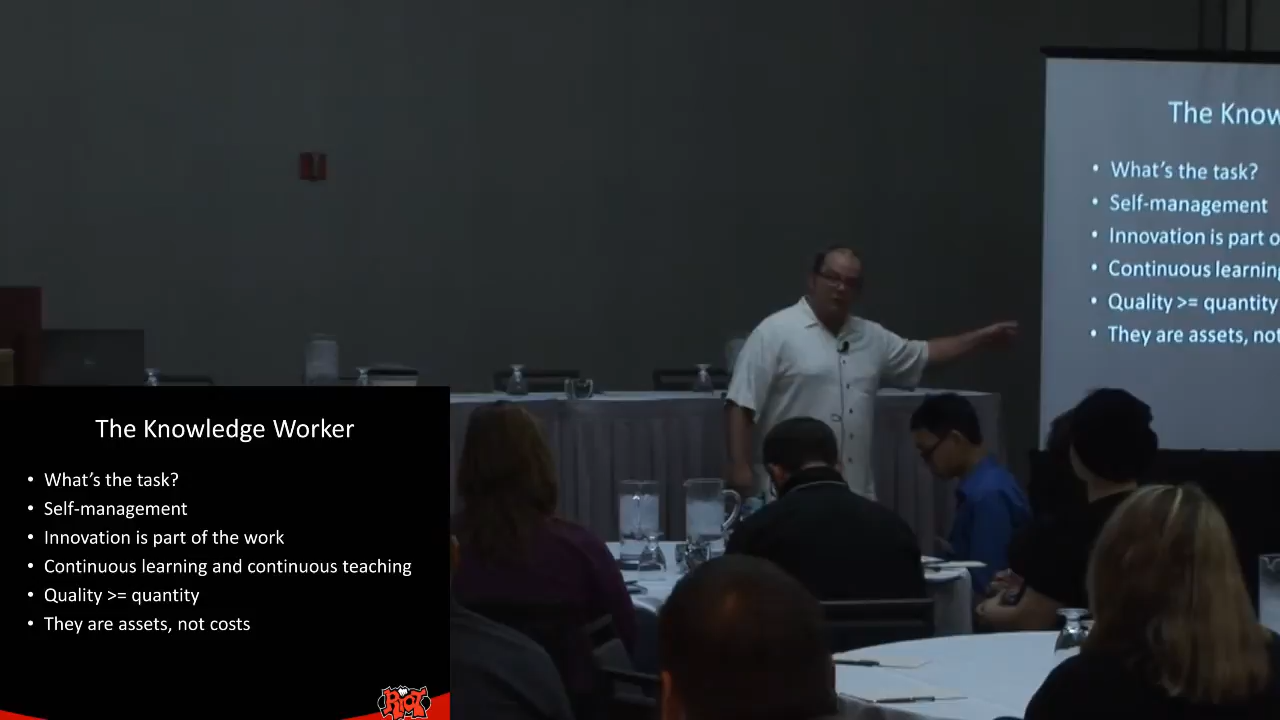 The Know
• What's the task?
• Self-management
• Innovation is part o
• Continuous learning
• Quality >= quantity
• They are assets, not
The Knowledge Worker
• What's the task?
• Self-management
• Innovation is part of the work
• Continuous learning and continuous teaching
• Quality >= quantity
• They are assets, not costs
RIOT